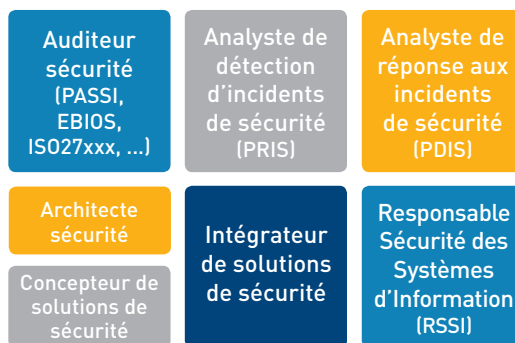 Auditeur
sécurité
(PASSI,
EBIOS,
ISO27xxx, ...)
Analyste de
détection
d'incidents
de sécurité
(PRIS)
Analyste de
réponse aux
incidents
de sécurité
(PDIS)
Architecte
sécurité
Concepteur de
solutions de
sécurité
Intégrateur
de solutions
de sécurité
Responsable
Sécurité des
Systèmes
d'Information
(RSSI)